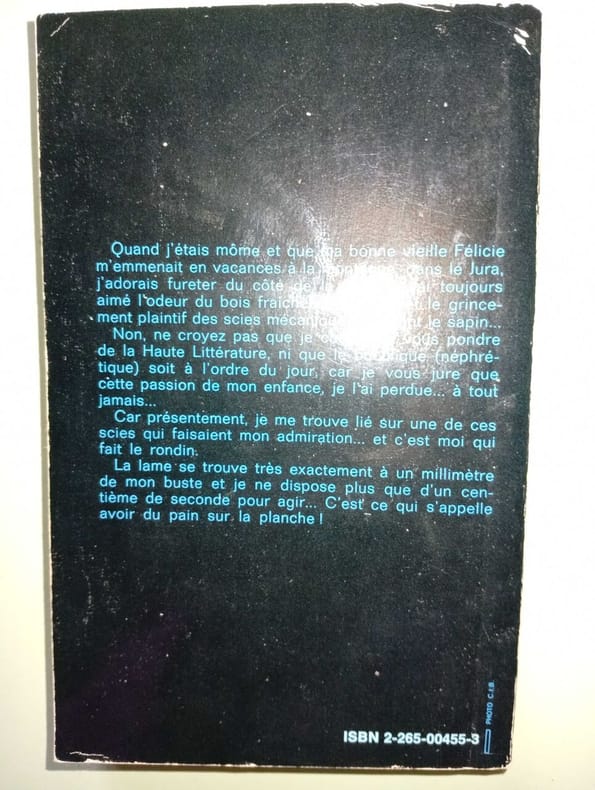 Quand j'étais môme et que ma bonne vieille Félicie
m'emmenait en vacances à la dans le Jura,
j'adorais fureter du côté de toujours
aimé l'odeur du bois fraîche le grince-
ment plaintif des scies le sapin...
Non, ne croyez pas que je vous pondre
de la Haute Littérature, ni que le (néphré-
tique) soit à l'ordre du jour, car je vous jure que
cette passion de mon enfance, je l'ai perdue... à tout
jamais...
Car présentement, je me trouve lié sur une de ces
scies qui faisaient mon admiration... et c'est moi qui
fait le rondin.
La lame se trouve très exactement à un millimètre
de mon buste et je ne dispose plus que d'un cen-
tième de seconde pour agir... C'est ce qui s'appelle
avoir du pain sur la planche !
ISBN 2-265-00455-3
PHOTO C.E.B.